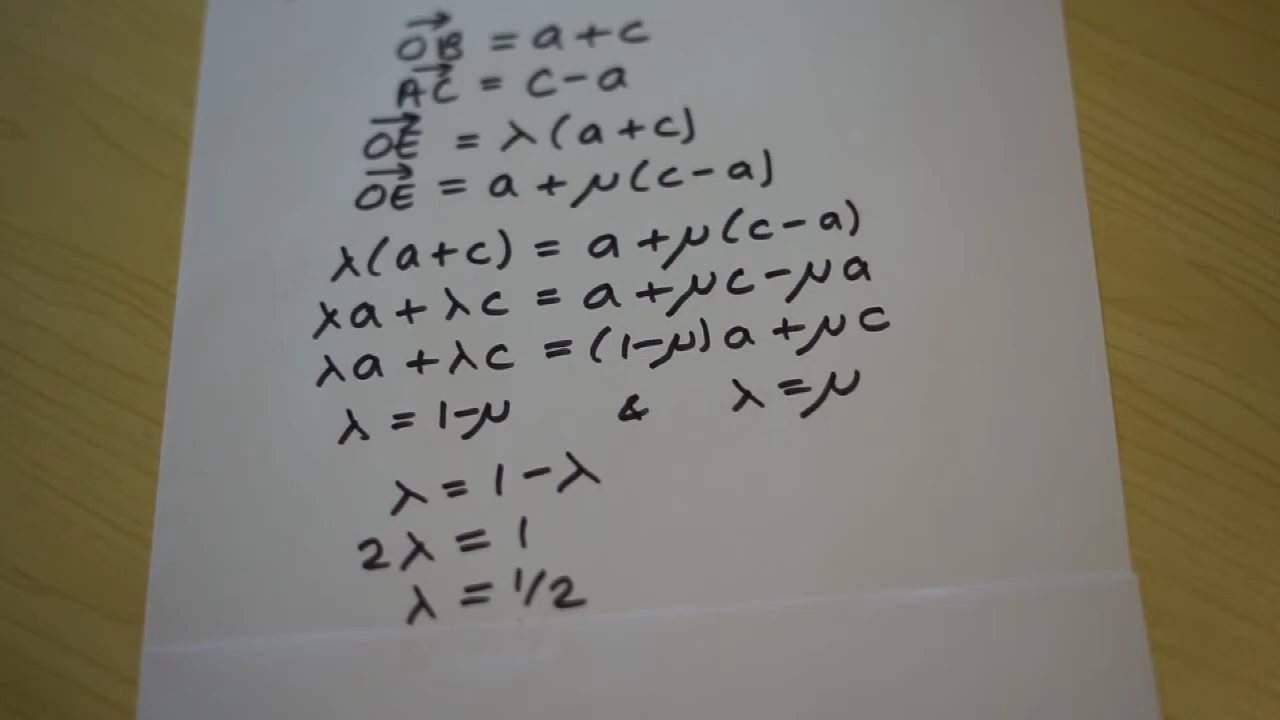 →OB = a + c
→AC = c - a
→OE = λ(a+c)
→OE = a + μ(c-a)
λ(a+c) = a + μ(c-a)
λa + λc = a + μc - μa
λa + λc = (1-μ)a + μc
λ = 1-μ & λ = μ
λ = 1 - λ
2λ = 1
λ = 1/2